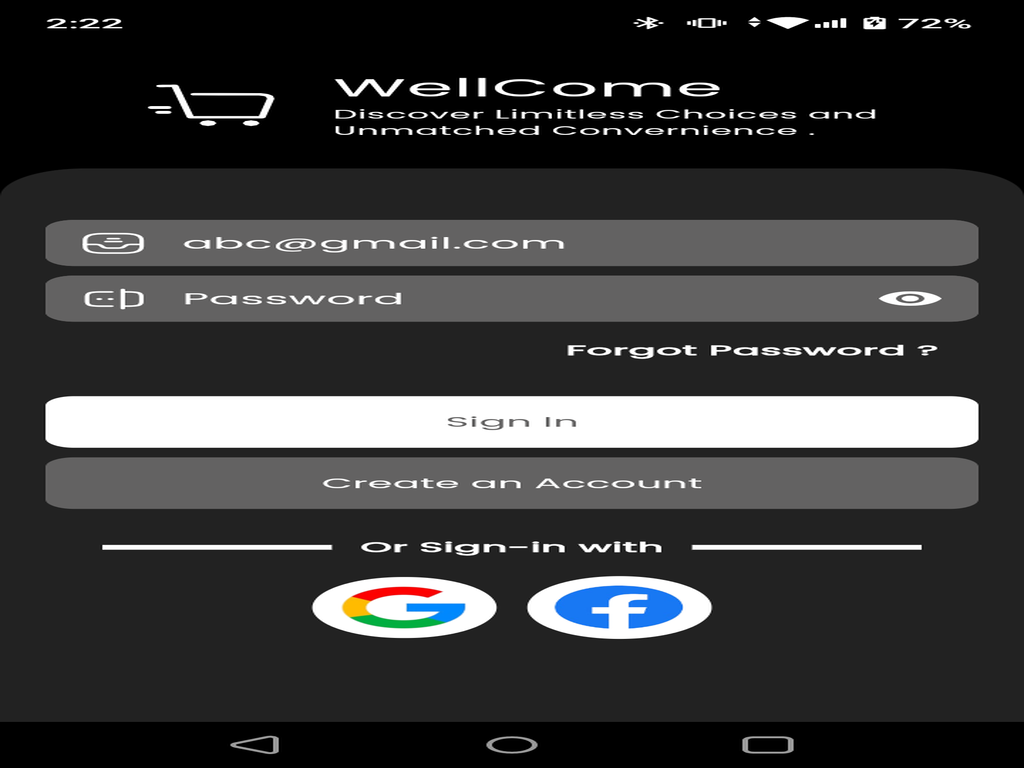 2:22 72%
WellCome
Discover Limitless Choices and
Unmatched Convernience .
abc@gmail.com
Password
Forgot Password ?
Sign In
Create an Account
Or Sign-in with